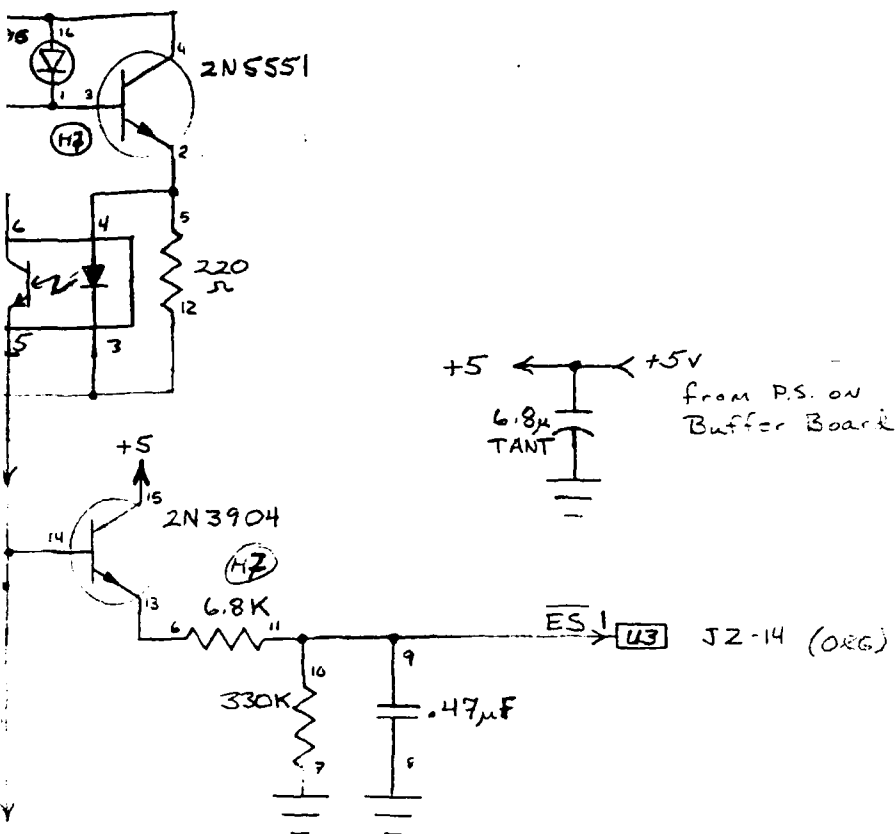 16
4
2N5551
1
3
H7
2
6
4
5
220
Ω
12
5
3
+5
+5V
from P.S. on
Buffer Board
6.8μ
TANT
+5
15
2N3904
14
H7
13
6.8K
6
11
ES
1
U3
J2-14 (ORG)
10
9
330K
.47μF
7
8